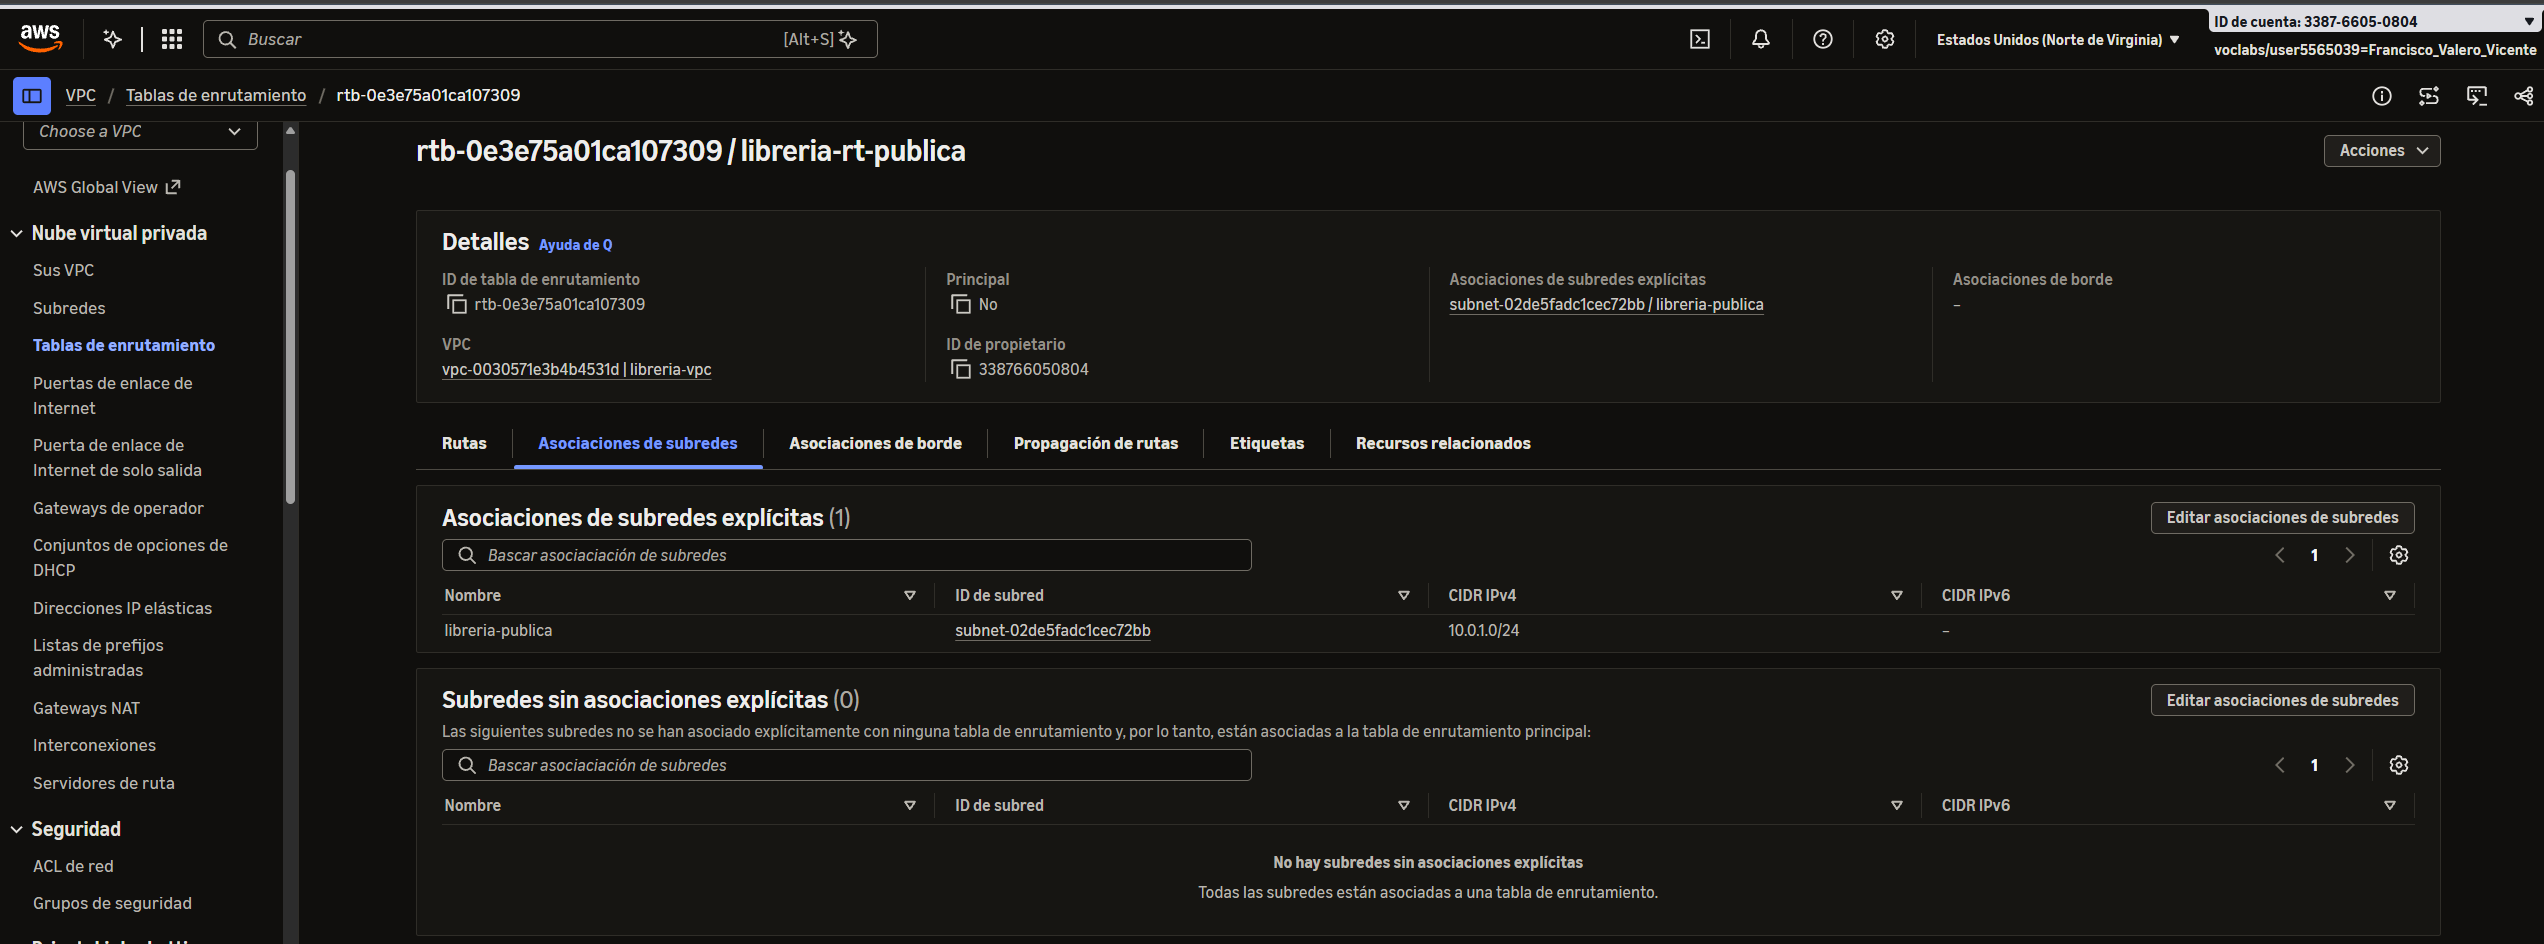 aws
Buscar [Alt+S]
Estados Unidos (Norte de Virginia)
ID de cuenta: 3387-6605-0804
voclabs/user5565039=Francisco_Valero_Vicente
VPC / Tablas de enrutamiento / rtb-0e3e75a01ca107309
Choose a VPC
AWS Global View
Nube virtual privada
Sus VPC
Subredes
Tablas de enrutamiento
Puertas de enlace de
Internet
Puerta de enlace de
Internet de solo salida
Gateways de operador
Conjuntos de opciones de
DHCP
Direcciones IP elásticas
Listas de prefijos
administradas
Gateways NAT
Interconexiones
Servidores de ruta
Seguridad
ACL de red
Grupos de seguridad
rtb-0e3e75a01ca107309 / libreria-rt-publica
Acciones
Detalles Ayuda de Q
ID de tabla de enrutamiento
rtb-0e3e75a01ca107309
Principal
No
Asociaciones de subredes explícitas
subnet-02de5fadc1cec72bb / libreria-publica
Asociaciones de borde
–
VPC
vpc-0030571e3b4b4531d | libreria-vpc
ID de propietario
338766050804
Rutas Asociaciones de subredes Asociaciones de borde Propagación de rutas Etiquetas Recursos relacionados
Asociaciones de subredes explícitas (1)
Editar asociaciones de subredes
Bascar asociaciación de subredes
1
Nombre ID de subred CIDR IPv4 CIDR IPv6
libreria-publica subnet-02de5fadc1cec72bb 10.0.1.0/24 –
Subredes sin asociaciones explícitas (0)
Editar asociaciones de subredes
Las siguientes subredes no se han asociado explícitamente con ninguna tabla de enrutamiento y, por lo tanto, están asociadas a la tabla de enrutamiento principal:
Bascar asociaciación de subredes
1
Nombre ID de subred CIDR IPv4 CIDR IPv6
No hay subredes sin asociaciones explícitas
Todas las subredes están asociadas a una tabla de enrutamiento.